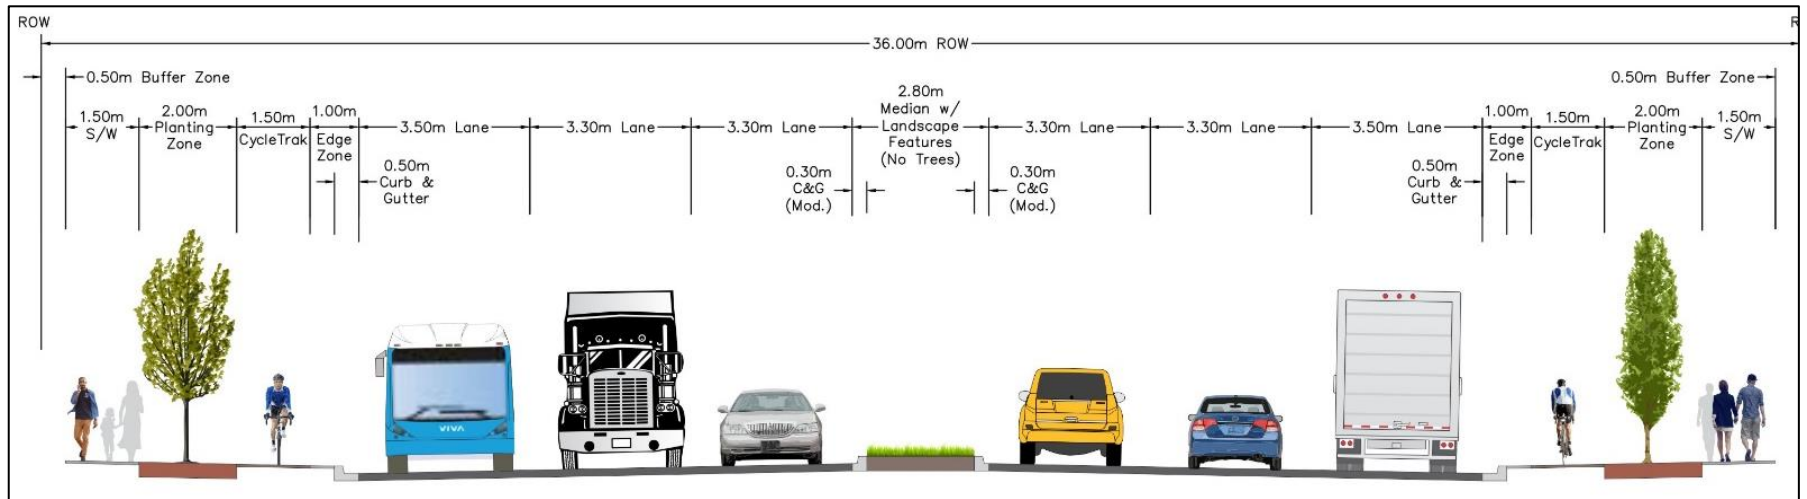 ROW
R
36.00m ROW
0.50m Buffer Zone
0.50m Buffer Zone
1.50m
S/W
2.00m
Planting
Zone
1.50m
CycleTrak
1.00m
Edge
Zone
0.50m
Curb &
Gutter
3.50m Lane
3.30m Lane
3.30m Lane
0.30m
C&G
(Mod.)
2.80m
Median w/
Landscape
Features
(No Trees)
0.30m
C&G
(Mod.)
3.30m Lane
3.30m Lane
3.50m Lane
0.50m
Curb &
Gutter
1.00m
Edge
Zone
1.50m
CycleTrak
2.00m
Planting
Zone
1.50m
S/W
VIVA